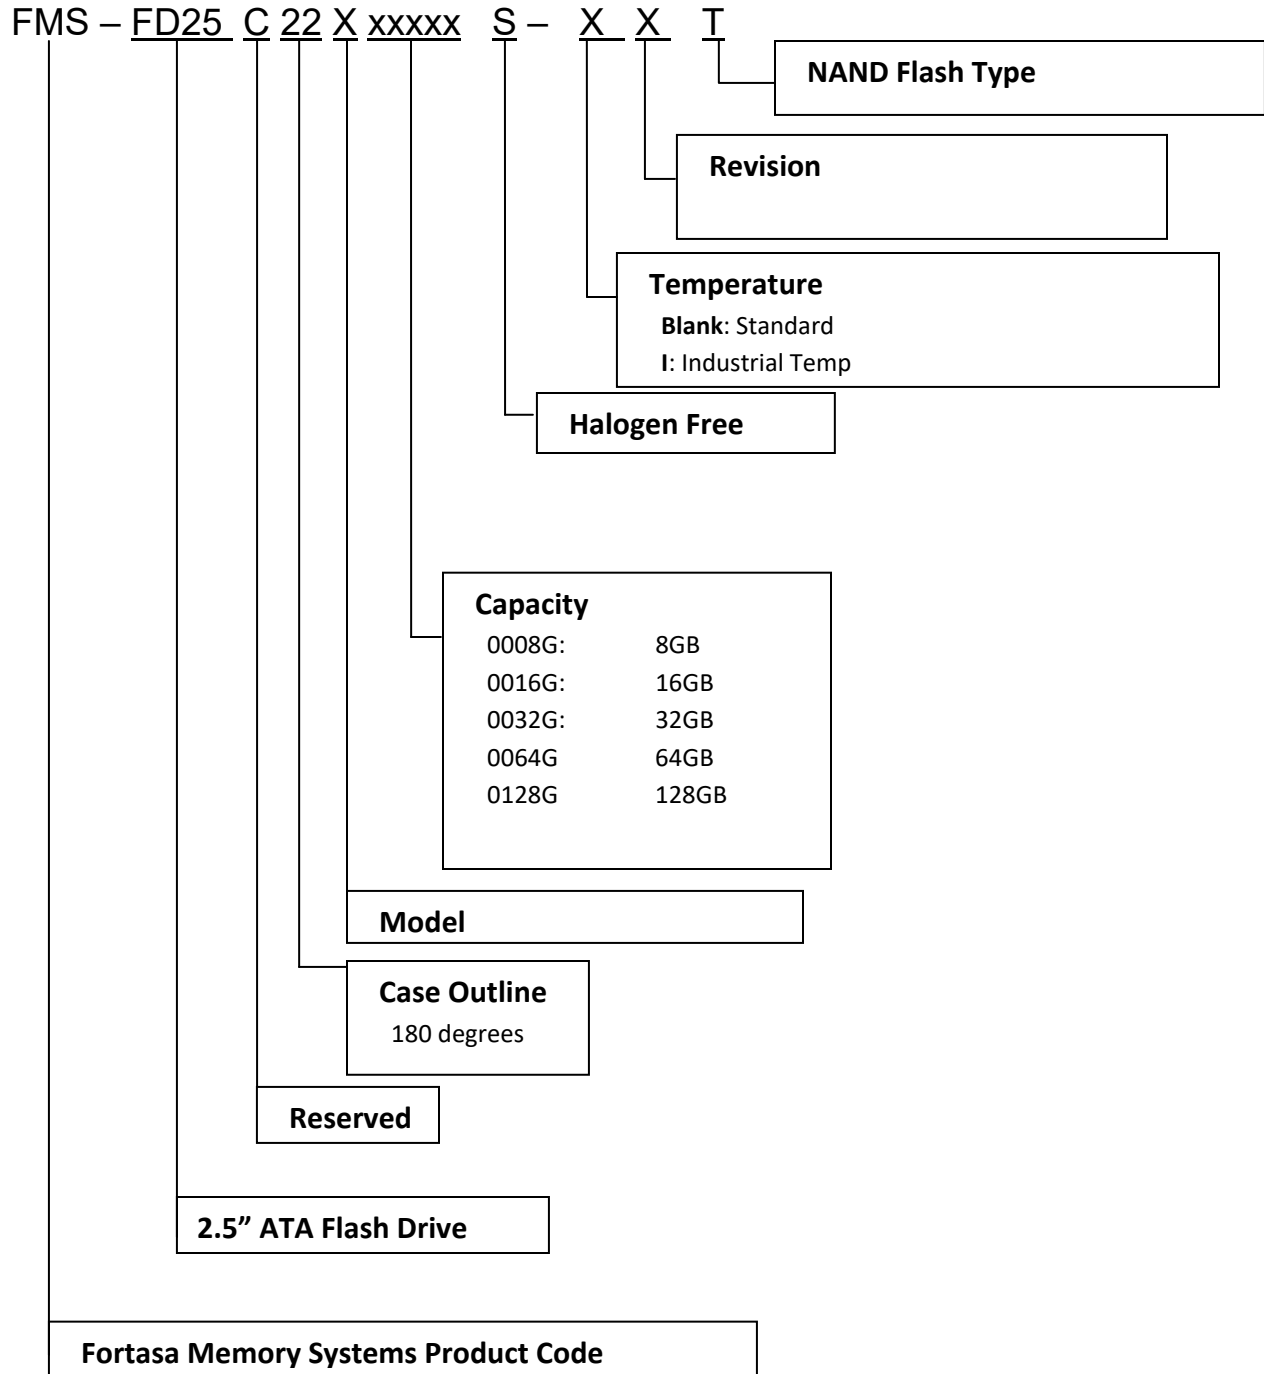 FMS – FD25 C 22 X xxxxx S – X X T
NAND Flash Type
Revision
Temperature
Blank: Standard
I: Industrial Temp
Halogen Free
Capacity
0008G: 8GB
0016G: 16GB
0032G: 32GB
0064G 64GB
0128G 128GB
Model
Case Outline
180 degrees
Reserved
2.5” ATA Flash Drive
Fortasa Memory Systems Product Code